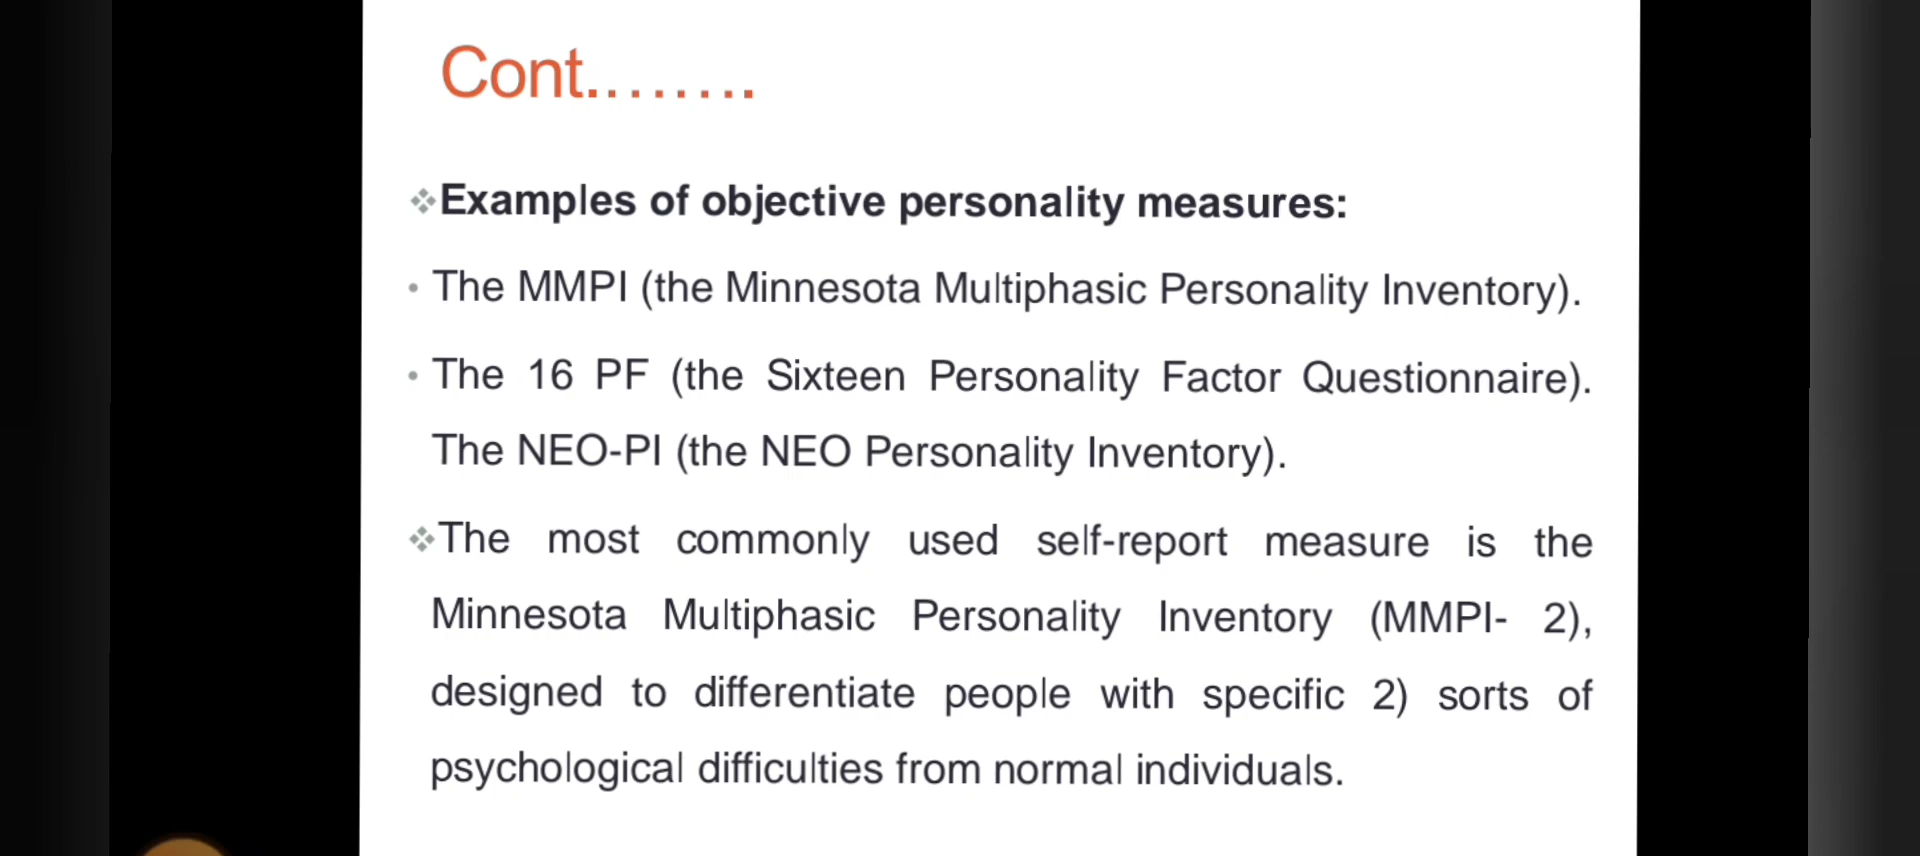 Cont........
Examples of objective personality measures:
The MMPI (the Minnesota Multiphasic Personality Inventory).
The 16 PF (the Sixteen Personality Factor Questionnaire).
The NEO-PI (the NEO Personality Inventory).
The most commonly used self-report measure is the
Minnesota Multiphasic Personality Inventory (MMPI- 2),
designed to differentiate people with specific 2) sorts of
psychological difficulties from normal individuals.